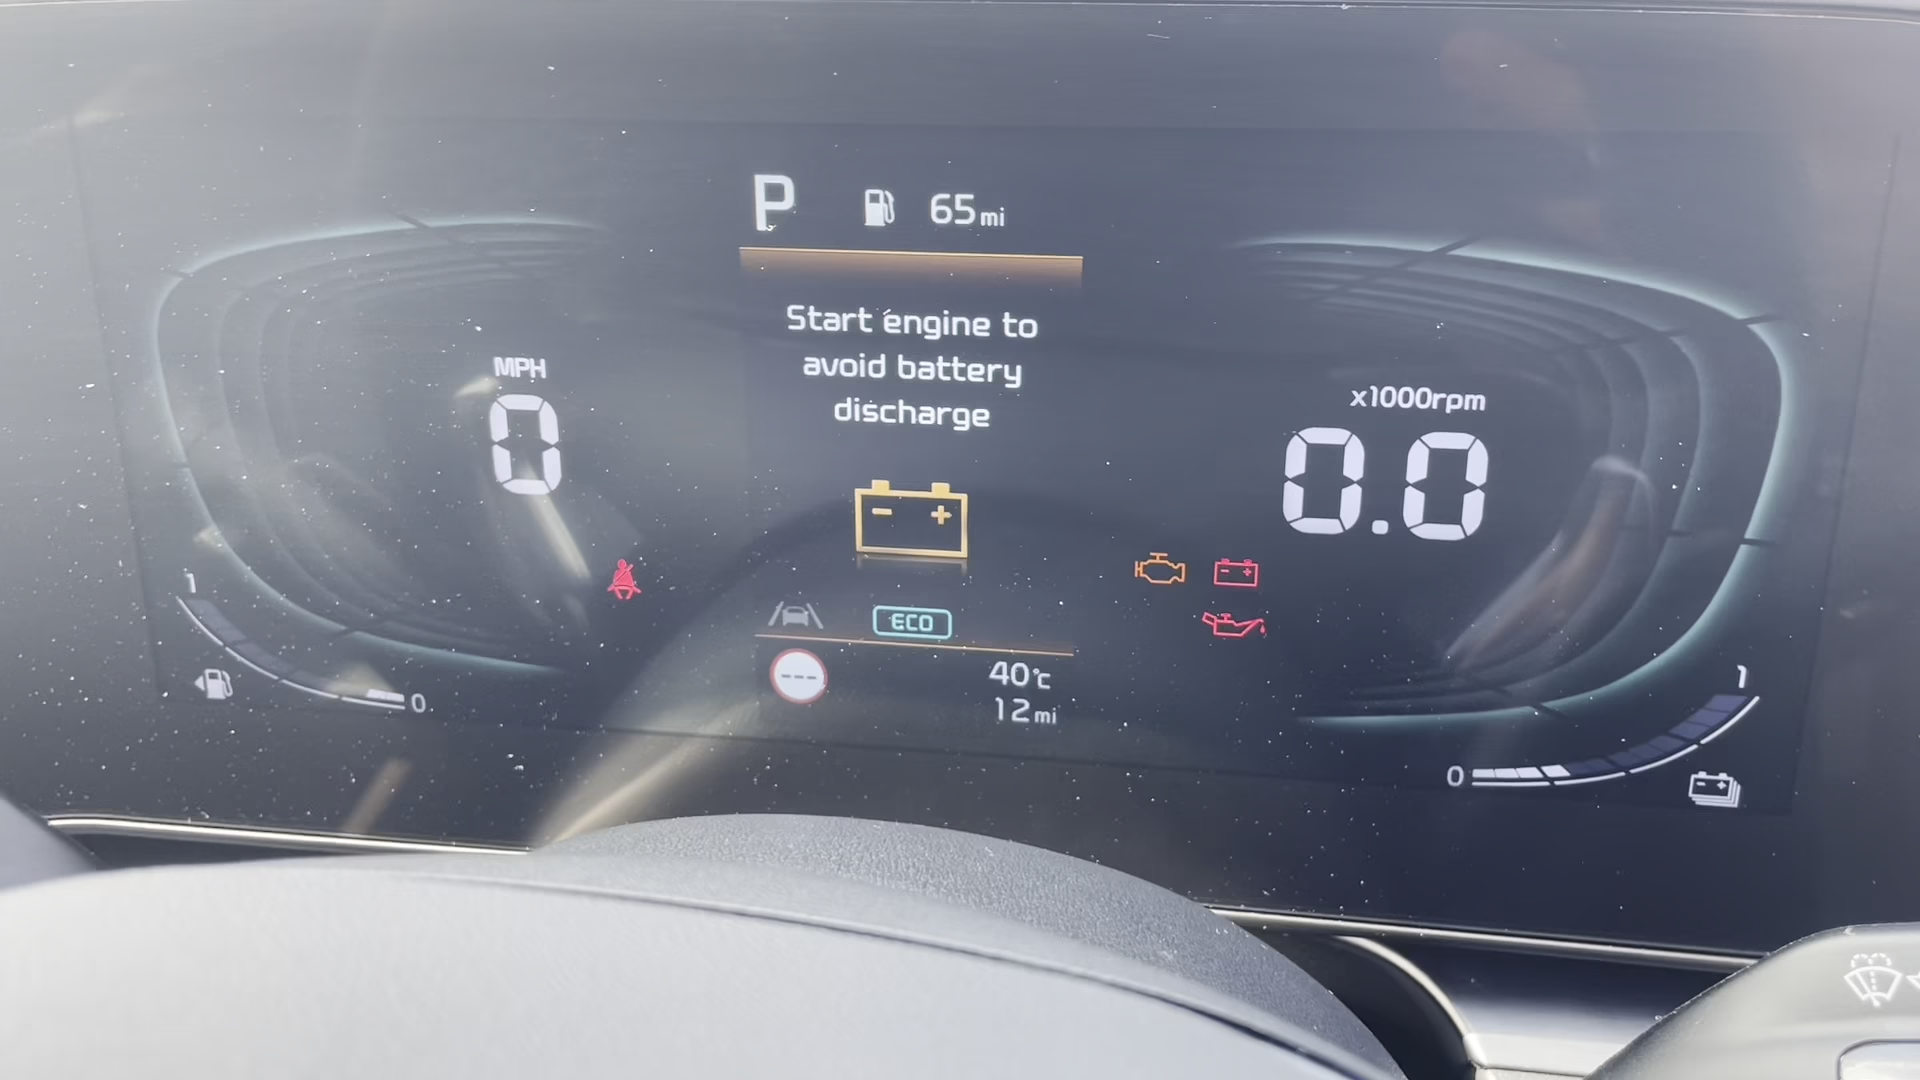 P 65mi
Start engine to
avoid battery
discharge
MPH
0
x1000rpm
0.0
- +
- +
ECO
1
0
---
40°c
12mi
1
0
- +